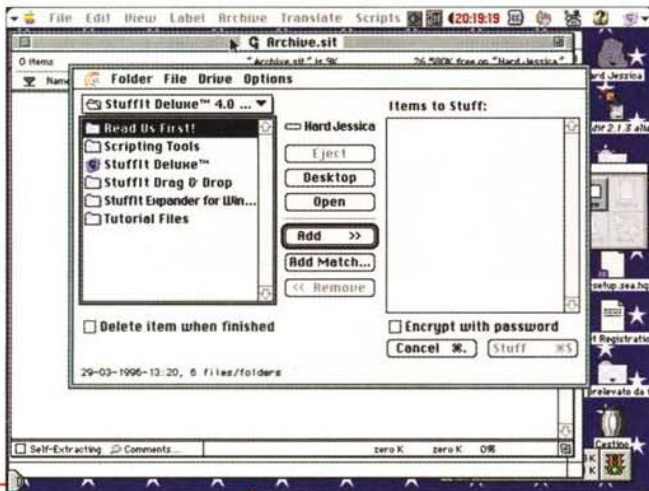 File Edit View Label Archive Translate Scripts 20:19:19
Archive.sit
0 items "Archive.sit" is 9K 26,580K free on "Hard Jessica"
Name
Folder File Drive Options
StuffIt Deluxe™ 4.0 ...
Items to Stuff:
Read Us First!
Scripting Tools
StuffIt Deluxe™
StuffIt Drag & Drop
StuffIt Expander for Win...
Tutorial Files
Hard Jessica
Eject
Desktop
Open
Add >>
Add Match...
<< Remove
Delete item when finished
Encrypt with password
Cancel ⌘.
Stuff ⌘S
29-03-1996-13:20, 6 files/folders
Self-Extracting Comments... zero K zero K 0%
rd Jessica
setup.sea.hq
t Registratio
prelevato da
Cestino